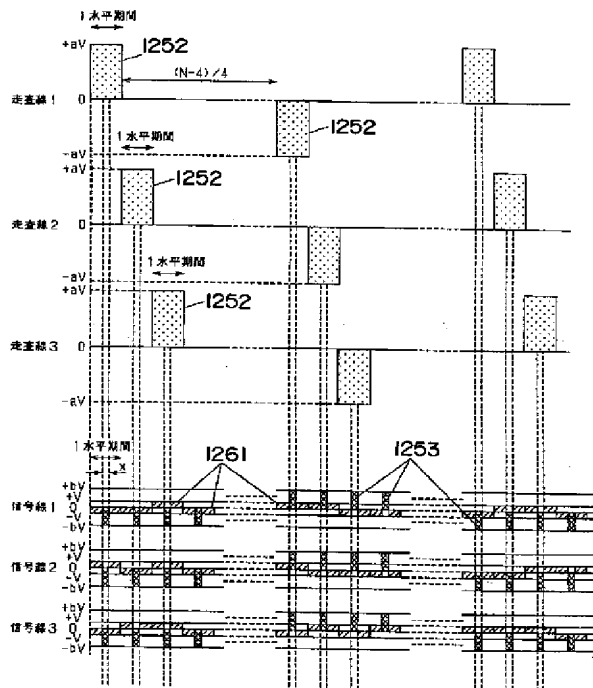 1水平期間
+aV
1252
(N-4)/4
0
走査線1
1水平期間
1252
-aV
+aV
1252
0
走査線2
1水平期間
-aV
+aV
1252
0
走査線3
-aV
1水平期間
x
1261
1253
+bV
+V
信号線1
0
-V
-bV
+bV
+V
信号線2
0
-V
-bV
+bV
+V
信号線3
0
-V
-bV